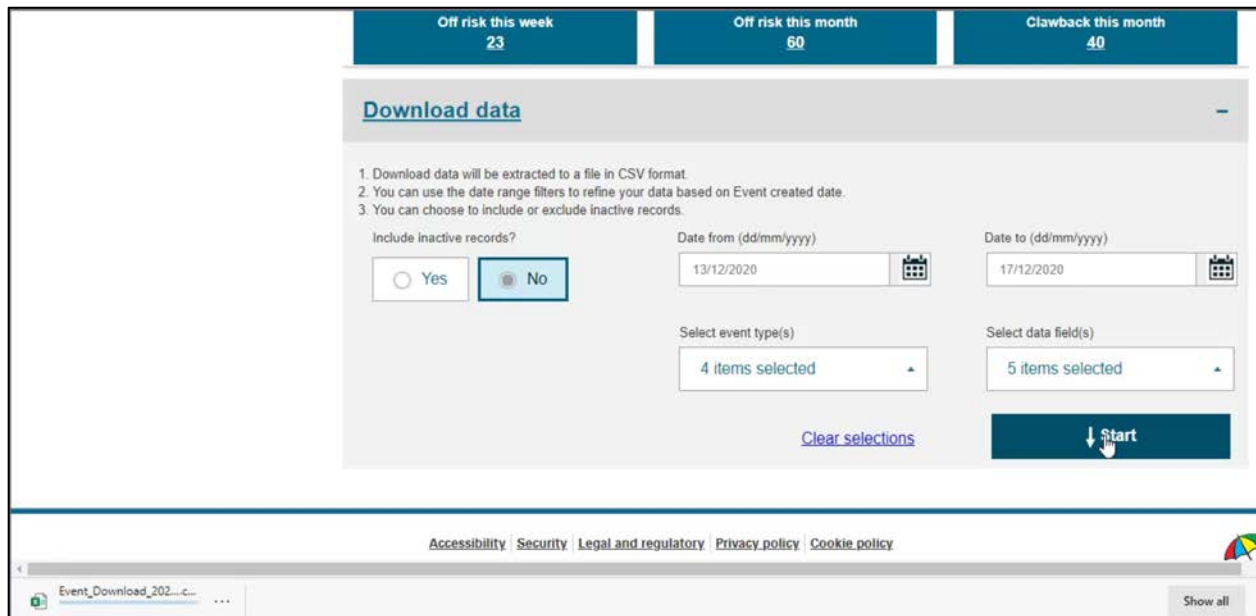 Off risk this week
23
Off risk this month
60
Clawback this month
40
Download data
–
1. Download data will be extracted to a file in CSV format.
2. You can use the date range filters to refine your data based on Event created date.
3. You can choose to include or exclude inactive records.
Include inactive records?
Yes
No
Date from (dd/mm/yyyy)
13/12/2020
Date to (dd/mm/yyyy)
17/12/2020
Select event type(s)
4 items selected
Select data field(s)
5 items selected
Clear selections
Start
Accessibility Security Legal and regulatory Privacy policy Cookie policy
Event_Download_202....c... ...
Show all